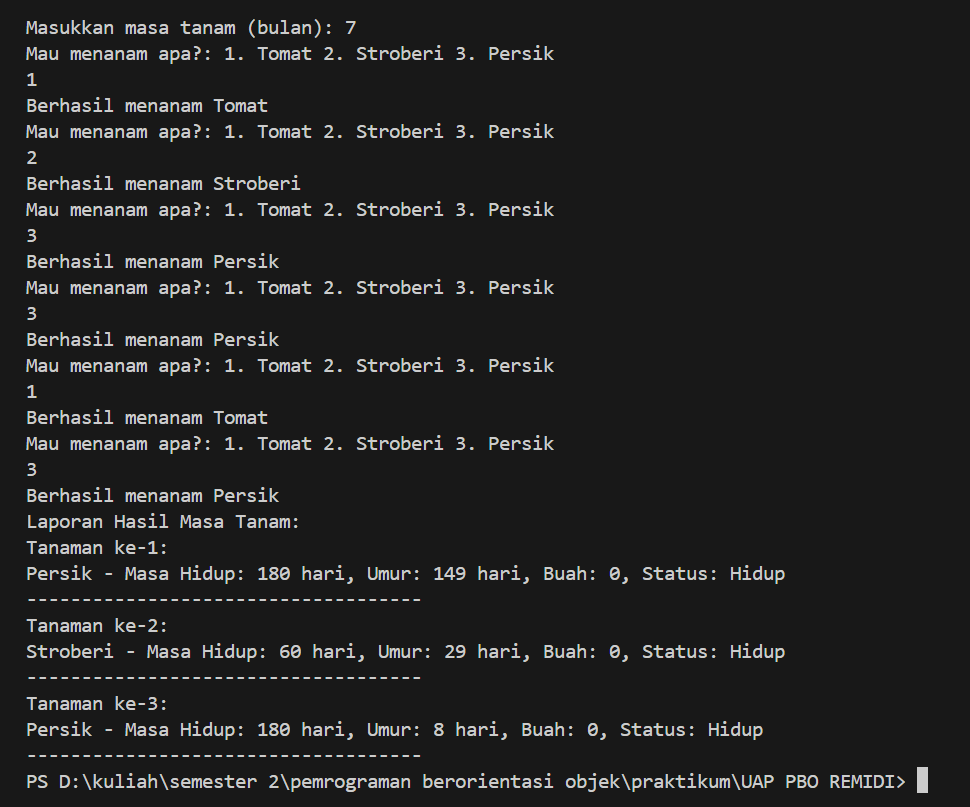 Masukkan masa tanam (bulan): 7
Mau menanam apa?: 1. Tomat 2. Stroberi 3. Persik
1
Berhasil menanam Tomat
Mau menanam apa?: 1. Tomat 2. Stroberi 3. Persik
2
Berhasil menanam Stroberi
Mau menanam apa?: 1. Tomat 2. Stroberi 3. Persik
3
Berhasil menanam Persik
Mau menanam apa?: 1. Tomat 2. Stroberi 3. Persik
3
Berhasil menanam Persik
Mau menanam apa?: 1. Tomat 2. Stroberi 3. Persik
1
Berhasil menanam Tomat
Mau menanam apa?: 1. Tomat 2. Stroberi 3. Persik
3
Berhasil menanam Persik
Laporan Hasil Masa Tanam:
Tanaman ke-1:
Persik - Masa Hidup: 180 hari, Umur: 149 hari, Buah: 0, Status: Hidup
------------------------------------
Tanaman ke-2:
Stroberi - Masa Hidup: 60 hari, Umur: 29 hari, Buah: 0, Status: Hidup
------------------------------------
Tanaman ke-3:
Persik - Masa Hidup: 180 hari, Umur: 8 hari, Buah: 0, Status: Hidup
------------------------------------
PS D:\kuliah\semester 2\pemrograman berorientasi objek\praktikum\UAP PBO REMIDI>